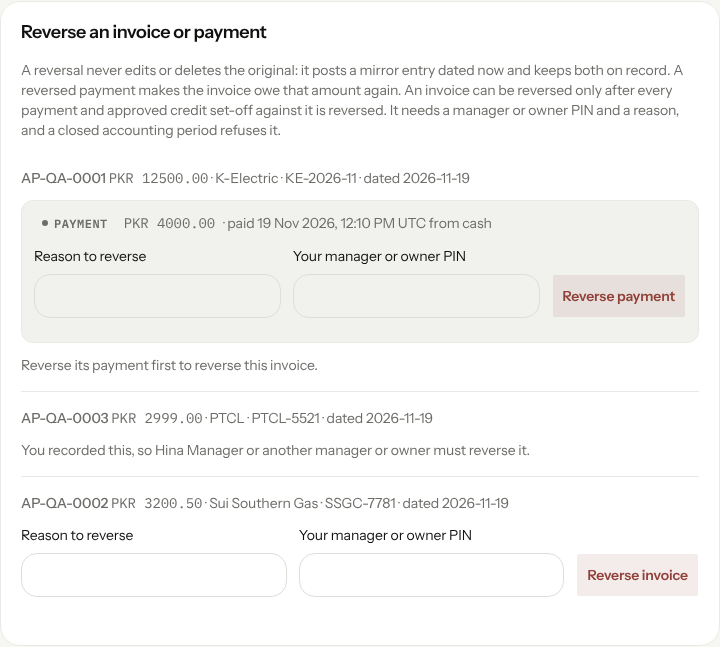 Reverse an invoice or payment
A reversal never edits or deletes the original: it posts a mirror entry dated now and keeps both on record. A
reversed payment makes the invoice owe that amount again. An invoice can be reversed only after every
payment and approved credit set-off against it is reversed. It needs a manager or owner PIN and a reason,
and a closed accounting period refuses it.
AP-QA-0001 PKR 12500.00 · K-Electric · KE-2026-11 · dated 2026-11-19
• PAYMENT PKR 4000.00 · paid 19 Nov 2026, 12:10 PM UTC from cash
Reason to reverse Your manager or owner PIN
Reverse payment
Reverse its payment first to reverse this invoice.
AP-QA-0003 PKR 2999.00 · PTCL · PTCL-5521 · dated 2026-11-19
You recorded this, so Hina Manager or another manager or owner must reverse it.
AP-QA-0002 PKR 3200.50 · Sui Southern Gas · SSGC-7781 · dated 2026-11-19
Reason to reverse Your manager or owner PIN
Reverse invoice